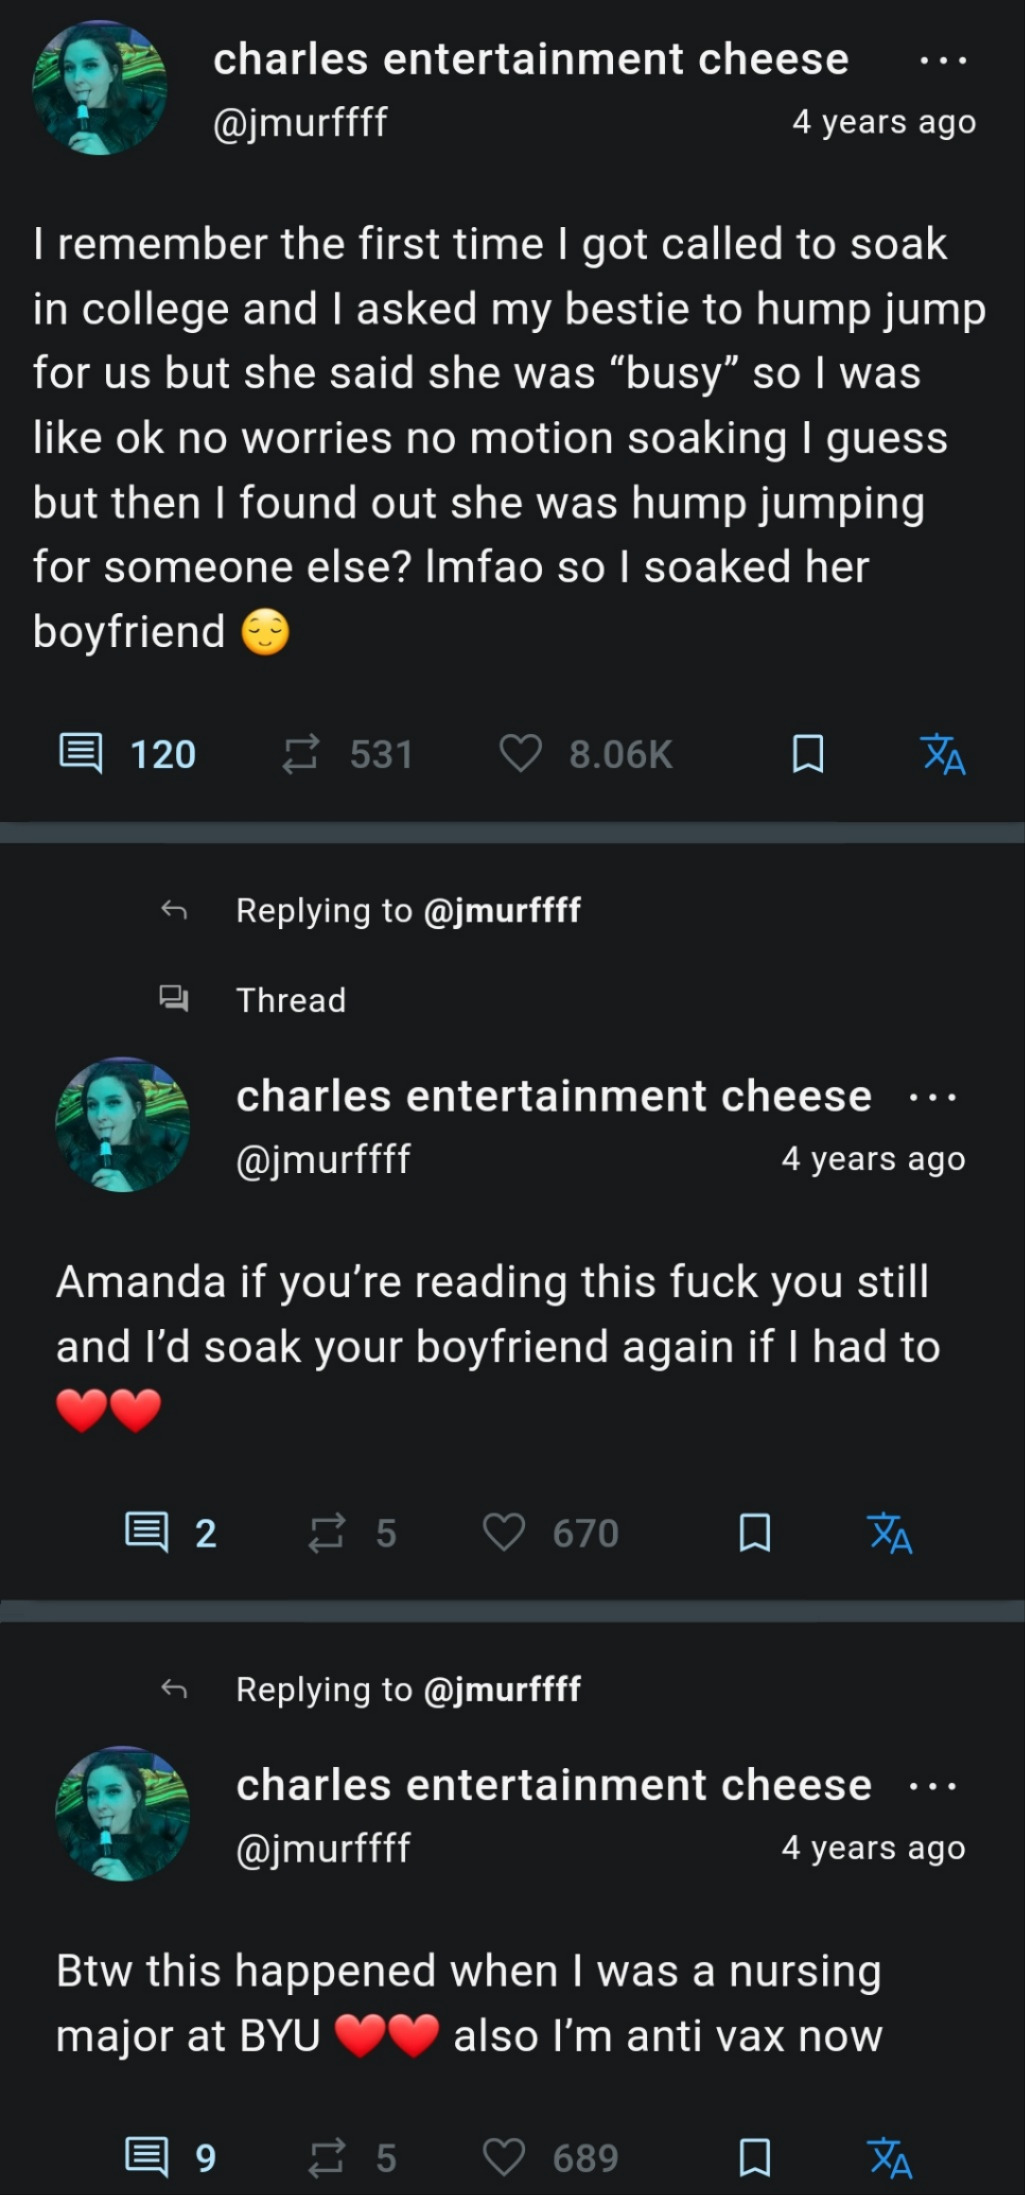 charles entertainment cheese ...
@jmurffff 4 years ago
I remember the first time I got called to soak
in college and I asked my bestie to hump jump
for us but she said she was “busy” so I was
like ok no worries no motion soaking I guess
but then I found out she was hump jumping
for someone else? lmfao so I soaked her
boyfriend 😌
120 531 8.06K
Replying to @jmurffff
Thread
charles entertainment cheese ...
@jmurffff 4 years ago
Amanda if you’re reading this fuck you still
and I’d soak your boyfriend again if I had to
❤️❤️
2 5 670
Replying to @jmurffff
charles entertainment cheese ...
@jmurffff 4 years ago
Btw this happened when I was a nursing
major at BYU ❤️❤️ also I’m anti vax now
9 5 689